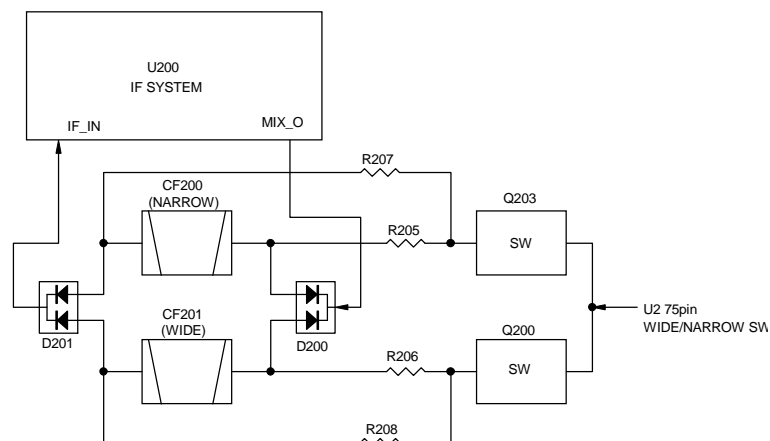 U200
IF SYSTEM
IF_IN
MIX_O
R207
CF200
(NARROW)
Q203
R205
SW
CF201
(WIDE)
D201
D200
U2 75pin
WIDE/NARROW SW
Q200
R206
SW
R208